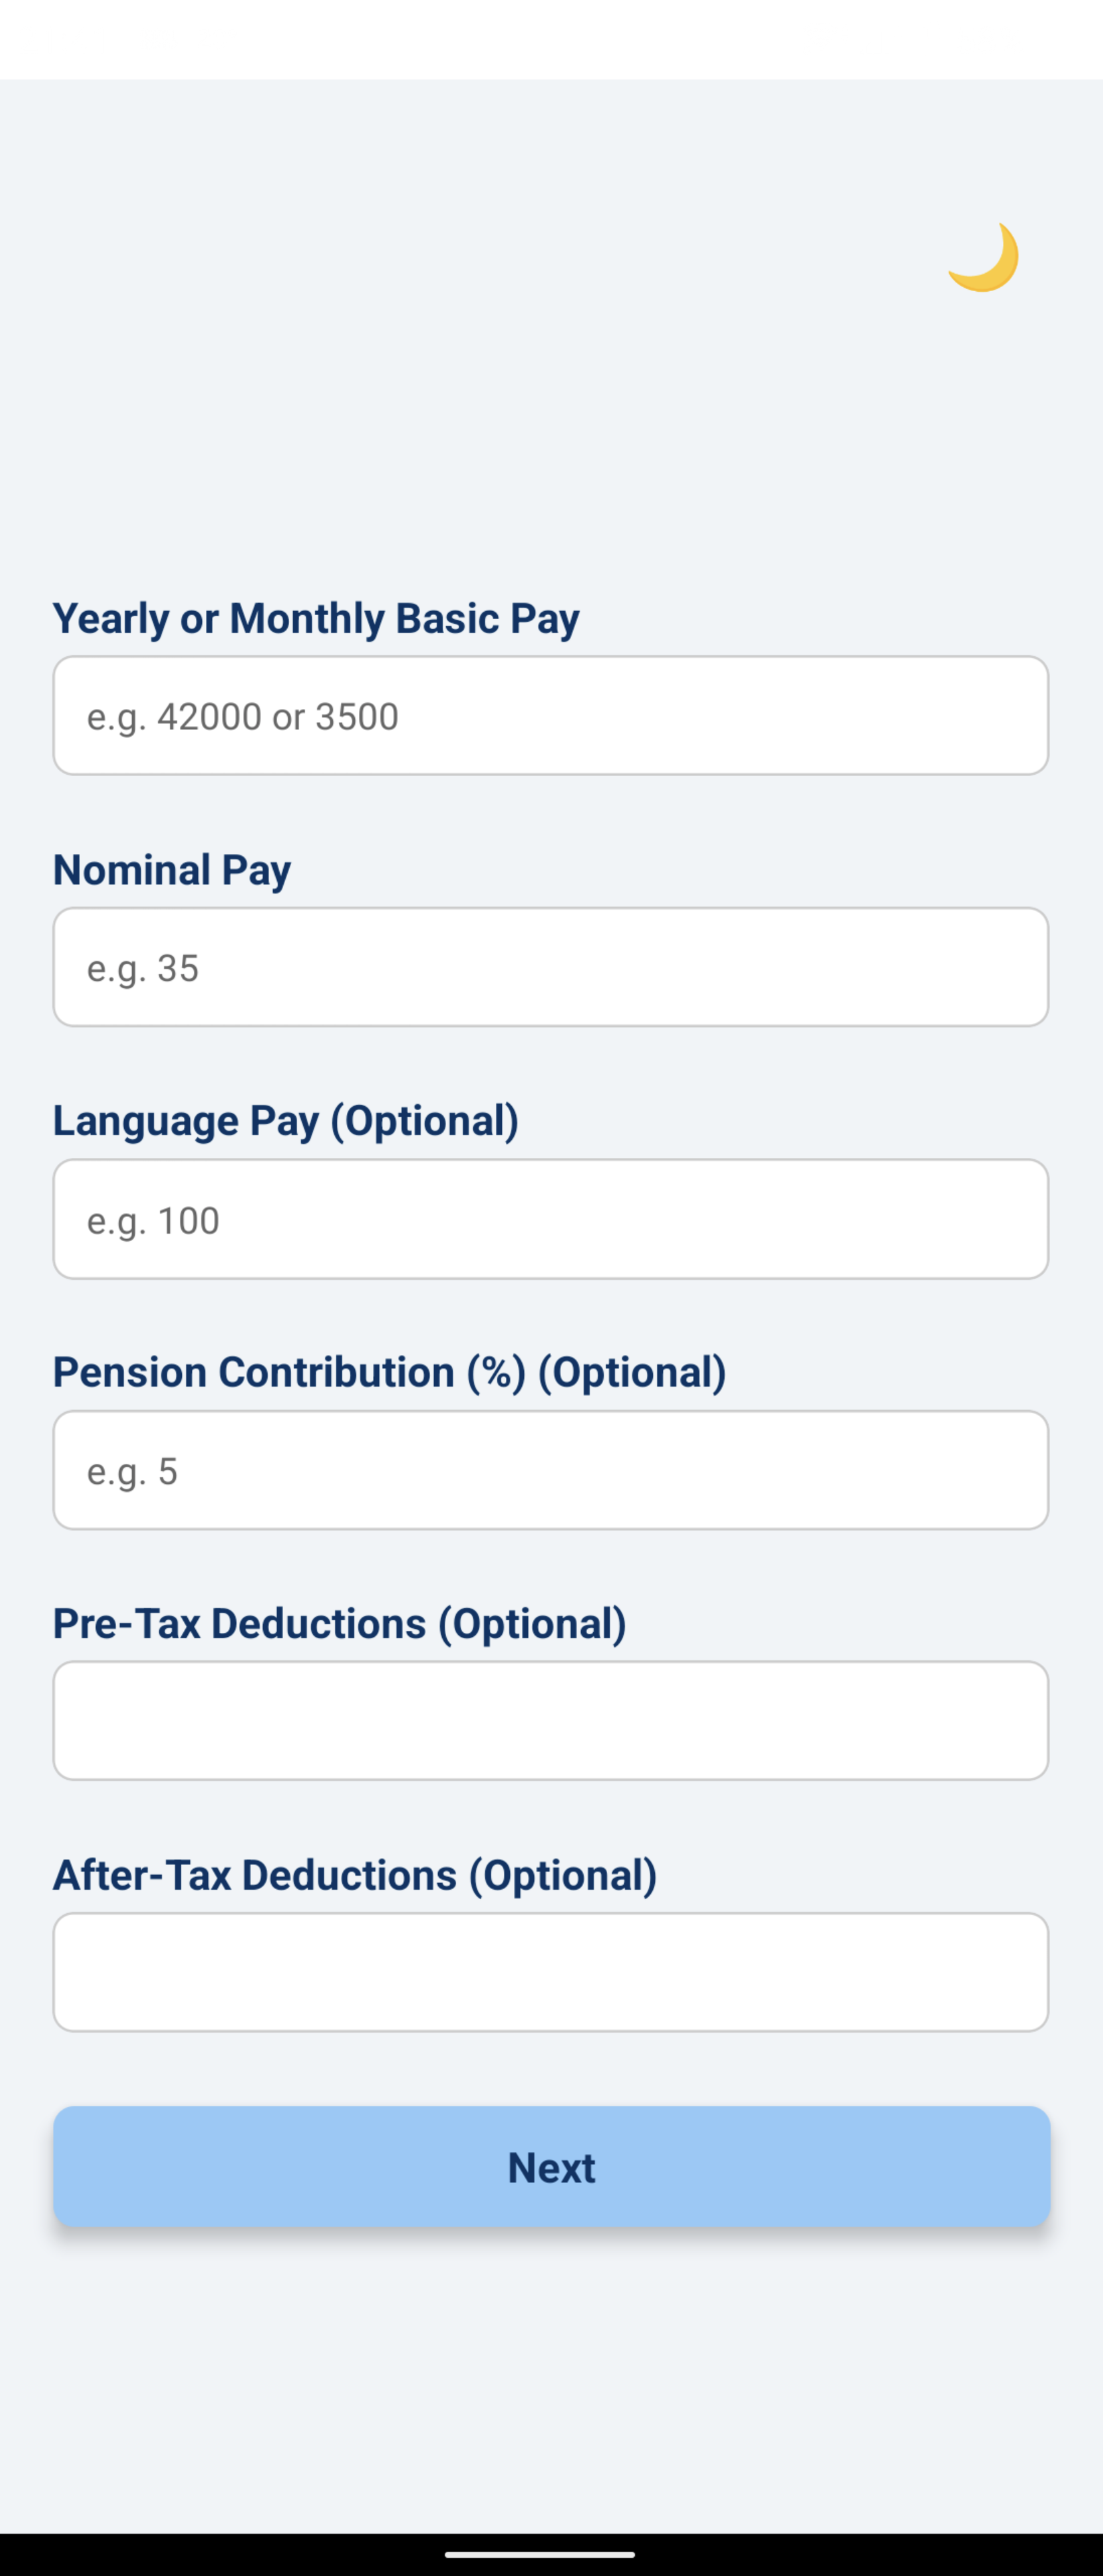 Yearly or Monthly Basic Pay
e.g. 42000 or 3500
Nominal Pay
e.g. 35
Language Pay (Optional)
e.g. 100
Pension Contribution (%) (Optional)
e.g. 5
Pre-Tax Deductions (Optional)
After-Tax Deductions (Optional)
Next